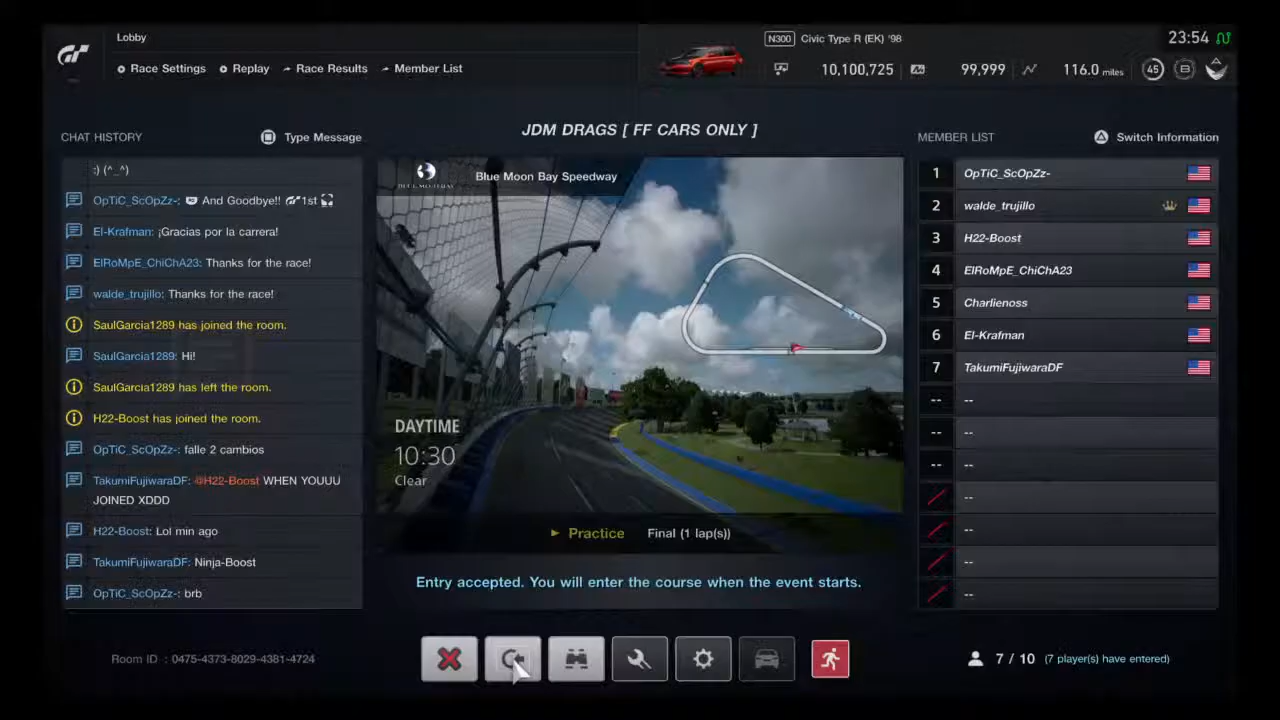 Lobby
N300 Civic Type R (EK) '98
23:54
Race Settings Replay Race Results Member List
10,100,725 99,999 116.0 miles 45 B
CHAT HISTORY Type Message
JDM DRAGS [ FF CARS ONLY ]
MEMBER LIST Switch Information
:) (^_^)
OpTiC_ScOpZz-: And Goodbye!! 1st
El-Krafman: ¡Gracias por la carrera!
ElRoMpE_ChiChA23: Thanks for the race!
walde_trujillo: Thanks for the race!
SaulGarcia1289 has joined the room.
SaulGarcia1289: Hi!
SaulGarcia1289 has left the room.
H22-Boost has joined the room.
OpTiC_ScOpZz-: falle 2 cambios
TakumiFujiwaraDF: @H22-Boost WHEN YOUUU
JOINED XDDD
H22-Boost: Lol min ago
TakumiFujiwaraDF: Ninja-Boost
OpTiC_ScOpZz-: brb
Blue Moon Bay Speedway
DAYTIME
10:30
Clear
Practice Final (1 lap(s))
Entry accepted. You will enter the course when the event starts.
1 OpTiC_ScOpZz-
2 walde_trujillo
3 H22-Boost
4 ElRoMpE_ChiChA23
5 Charlienoss
6 El-Krafman
7 TakumiFujiwaraDF
-- --
-- --
-- --
--
--
--
--
Room ID : 0475-4373-8029-4381-4724
7 / 10 (7 player(s) have entered)